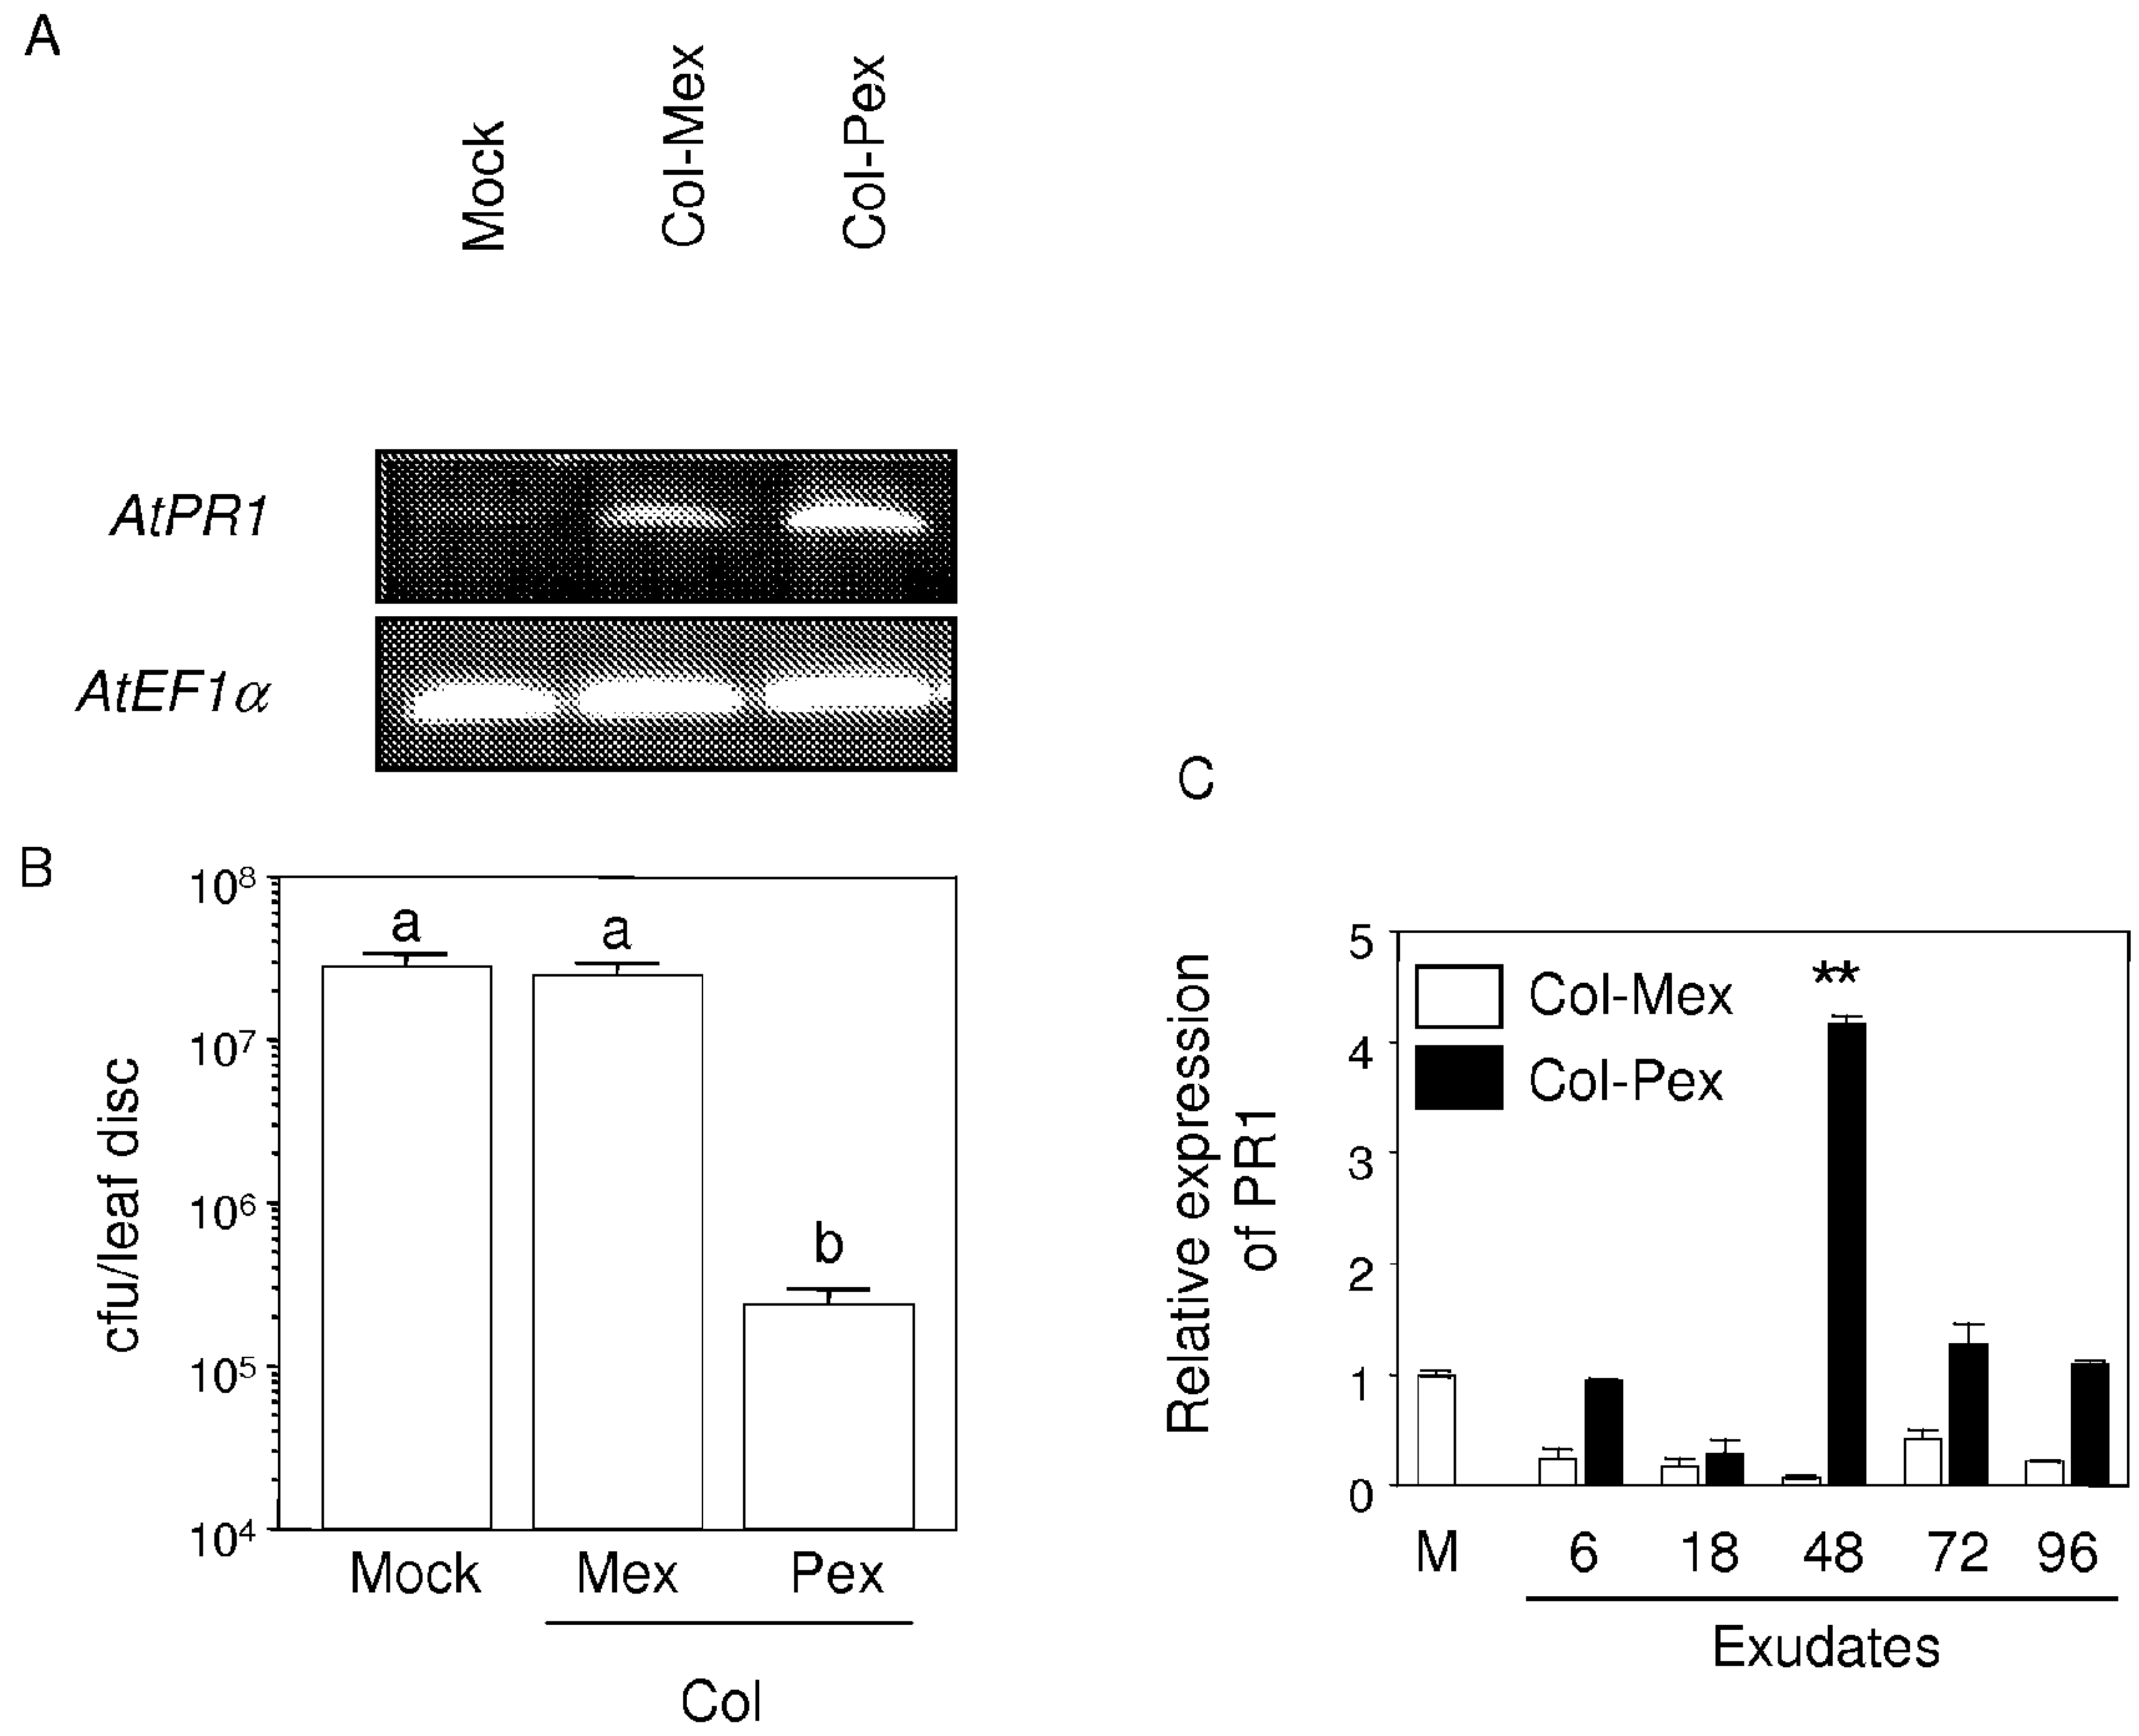 A
Mock
Col-Mex
Col-Pex
AtPR1
AtEF1α
B
10⁸
10⁷
10⁶
10⁵
10⁴
cfu/leaf disc
a
a
b
Mock
Mex
Pex
Col
C
5
4
3
2
1
0
Relative expression
of PR1
Col-Mex
Col-Pex
**
M
6
18
48
72
96
Exudates